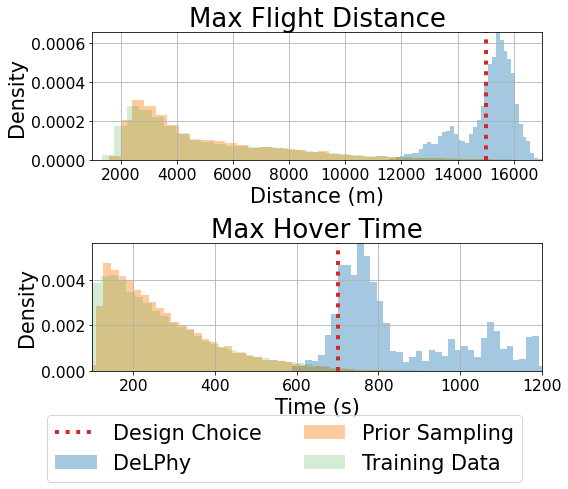 Max Flight Distance
0.0006
0.0004
0.0002
0.0000
Density
2000 4000 6000 8000 10000 12000 14000 16000
Distance (m)
Max Hover Time
0.004
0.002
0.000
Density
200 400 600 800 1000 1200
Time (s)
Design Choice Prior Sampling
DeLPhy Training Data